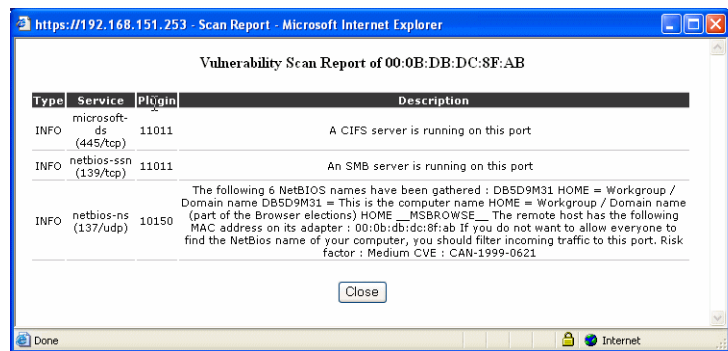 https://192.168.151.253 - Scan Report - Microsoft Internet Explorer
Vulnerability Scan Report of 00:0B:DB:DC:8F:AB
Type Service Plugin Description
INFO microsoft-ds (445/tcp) 11011 A CIFS server is running on this port
INFO netbios-ssn (139/tcp) 11011 An SMB server is running on this port
INFO netbios-ns (137/udp) 10150 The following 6 NetBIOS names have been gathered : DB5D9M31 HOME = Workgroup /
Domain name DB5D9M31 = This is the computer name HOME = Workgroup / Domain name
(part of the Browser elections) HOME __MSBROWSE__ The remote host has the following
MAC address on its adapter : 00:0b:db:dc:8f:ab If you do not want to allow everyone to
find the NetBios name of your computer, you should filter incoming traffic to this port. Risk
factor : Medium CVE : CAN-1999-0621
Close
Done Internet